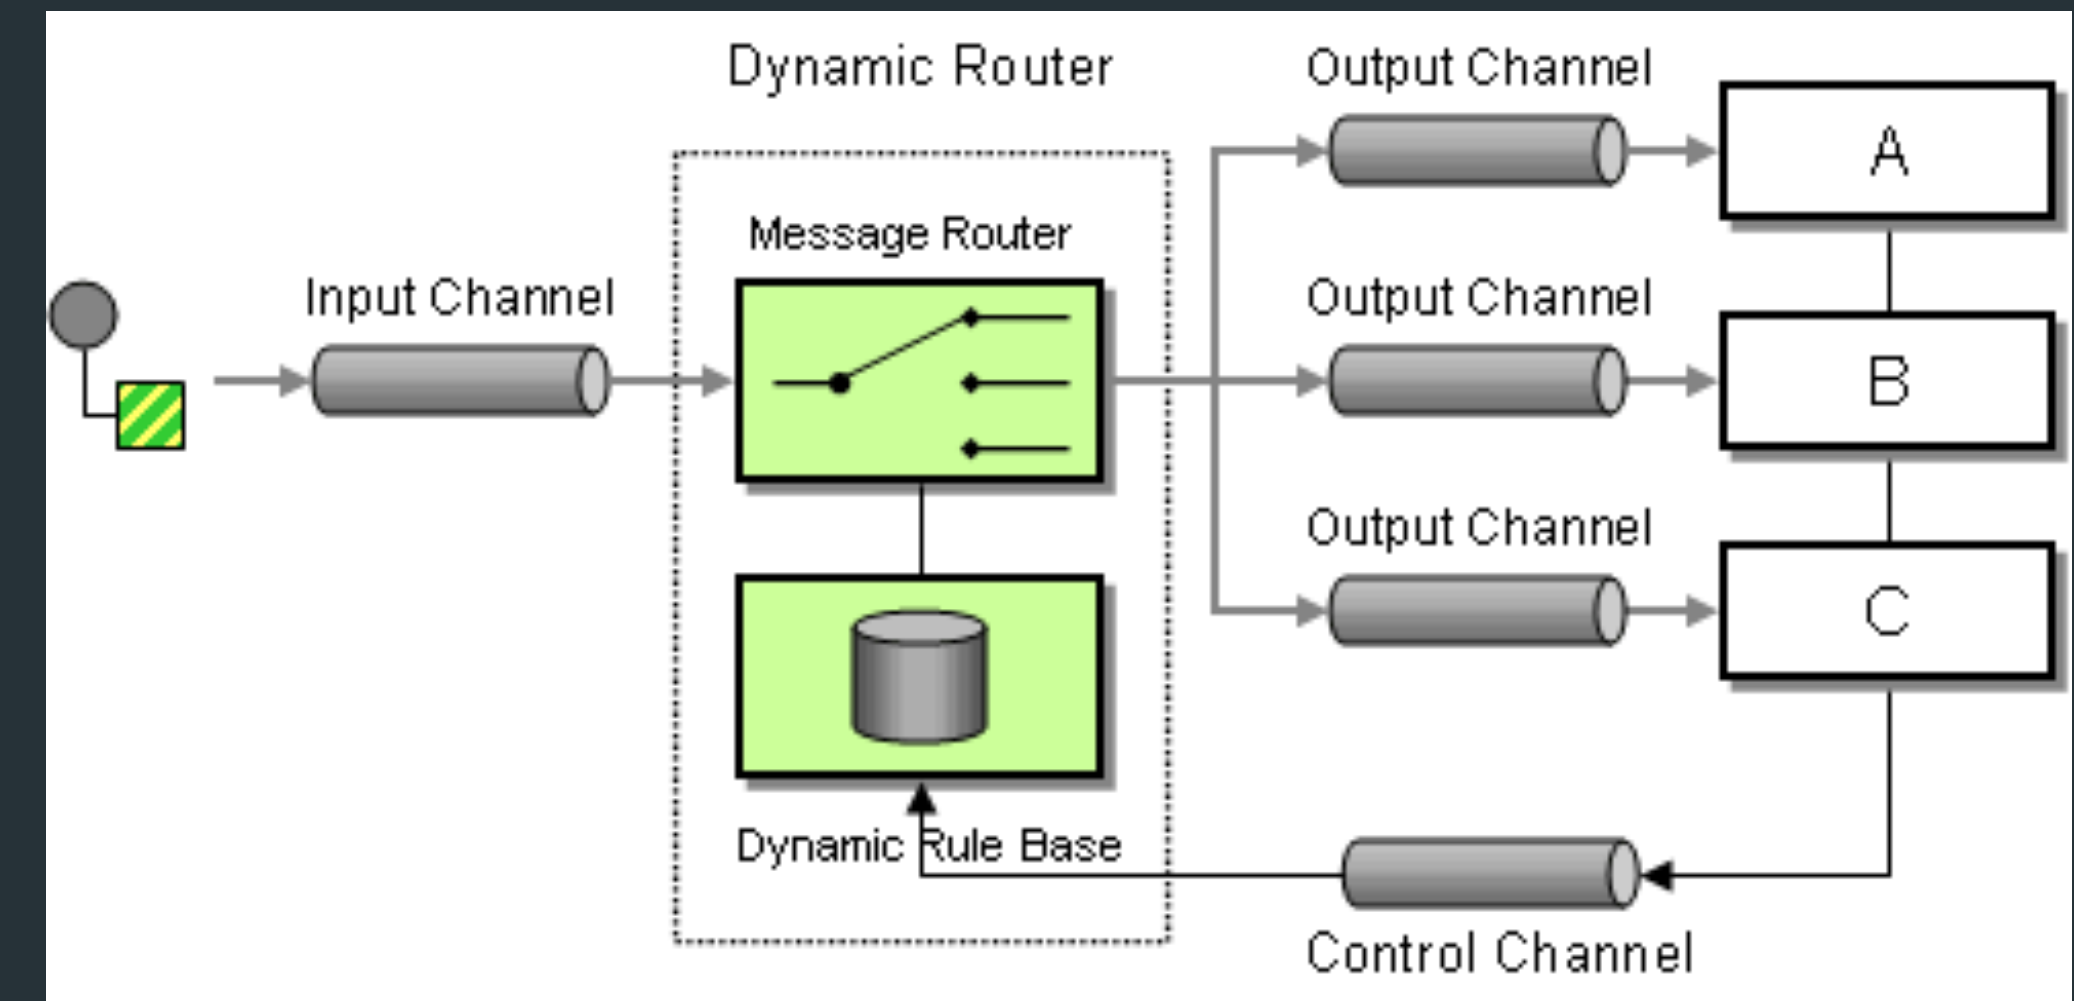 Dynamic Router
Output Channel
A
Message Router
Input Channel
Output Channel
B
Output Channel
C
Dynamic Rule Base
Control Channel